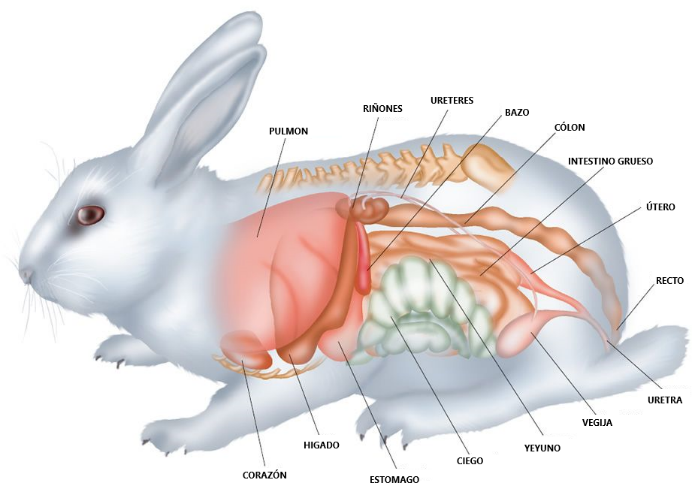 URETERES
RIÑONES
BAZO
CÓLON
PULMON
INTESTINO GRUESO
ÚTERO
RECTO
URETRA
VEGIJA
YEYUNO
HIGADO
CIEGO
CORAZÓN
ESTOMAGO